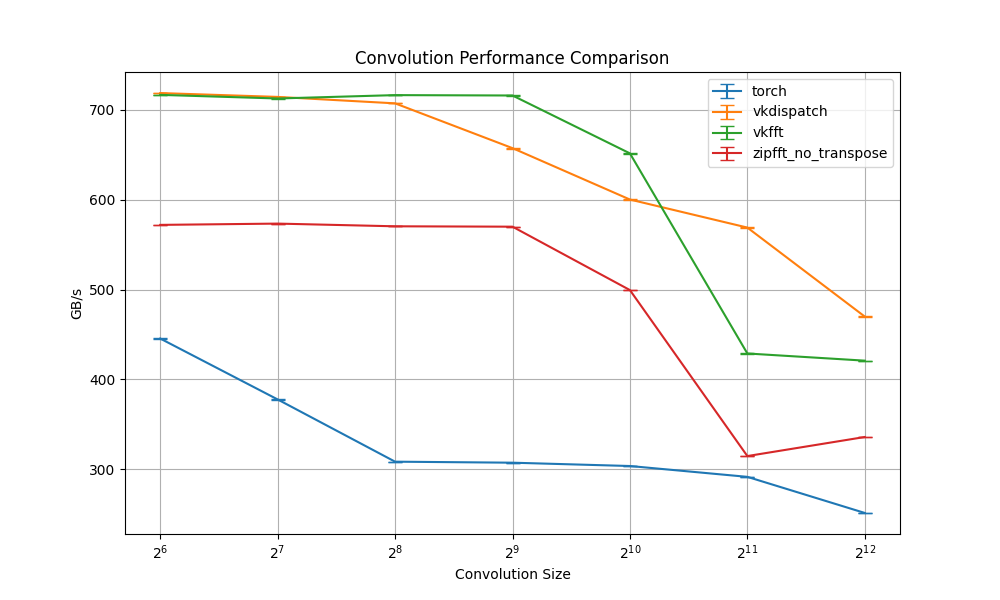 Convolution Performance Comparison
torch
vkdispatch
vkfft
zipfft_no_transpose
700
600
500
400
300
GB/s
2^6 2^7 2^8 2^9 2^10 2^11 2^12
Convolution Size